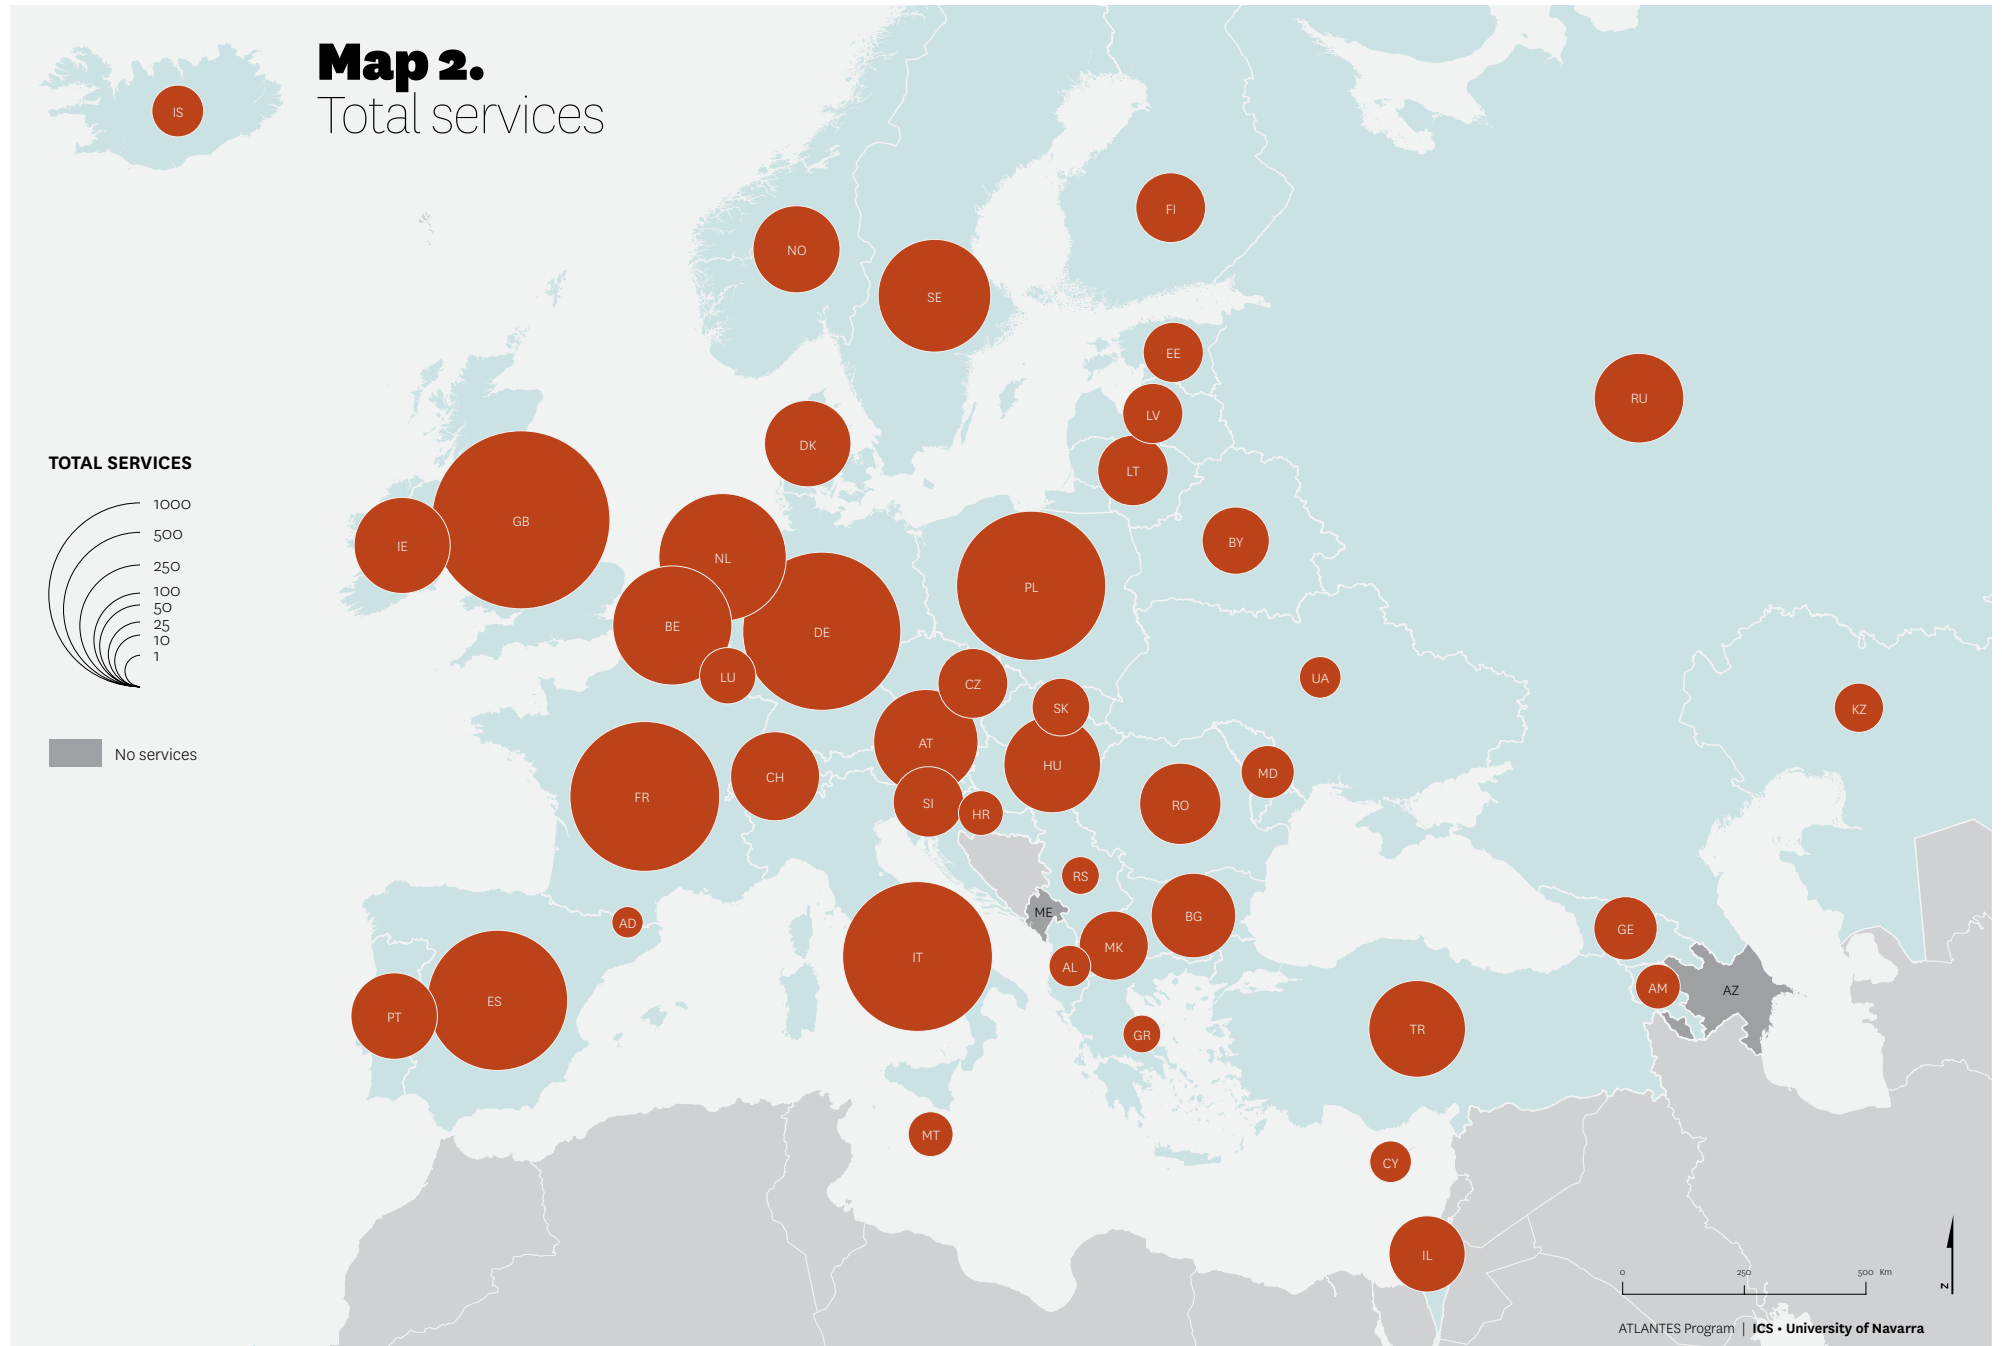 Map 2.
Total services
IS
FI
NO
SE
EE
RU
LV
DK
LT
TOTAL SERVICES
1000
500
250
100
50
25
10
1
GB
IE
BY
NL
PL
BE
DE
LU
CZ
UA
SK
KZ
No services
AT
HU
MD
CH
FR
SI
HR
RO
RS
ME
BG
AD
GE
MK
IT
AL
AM
AZ
ES
PT
GR
TR
MT
CY
IL
0 250 500 Km
N
ATLANTES Program | ICS • University of Navarra